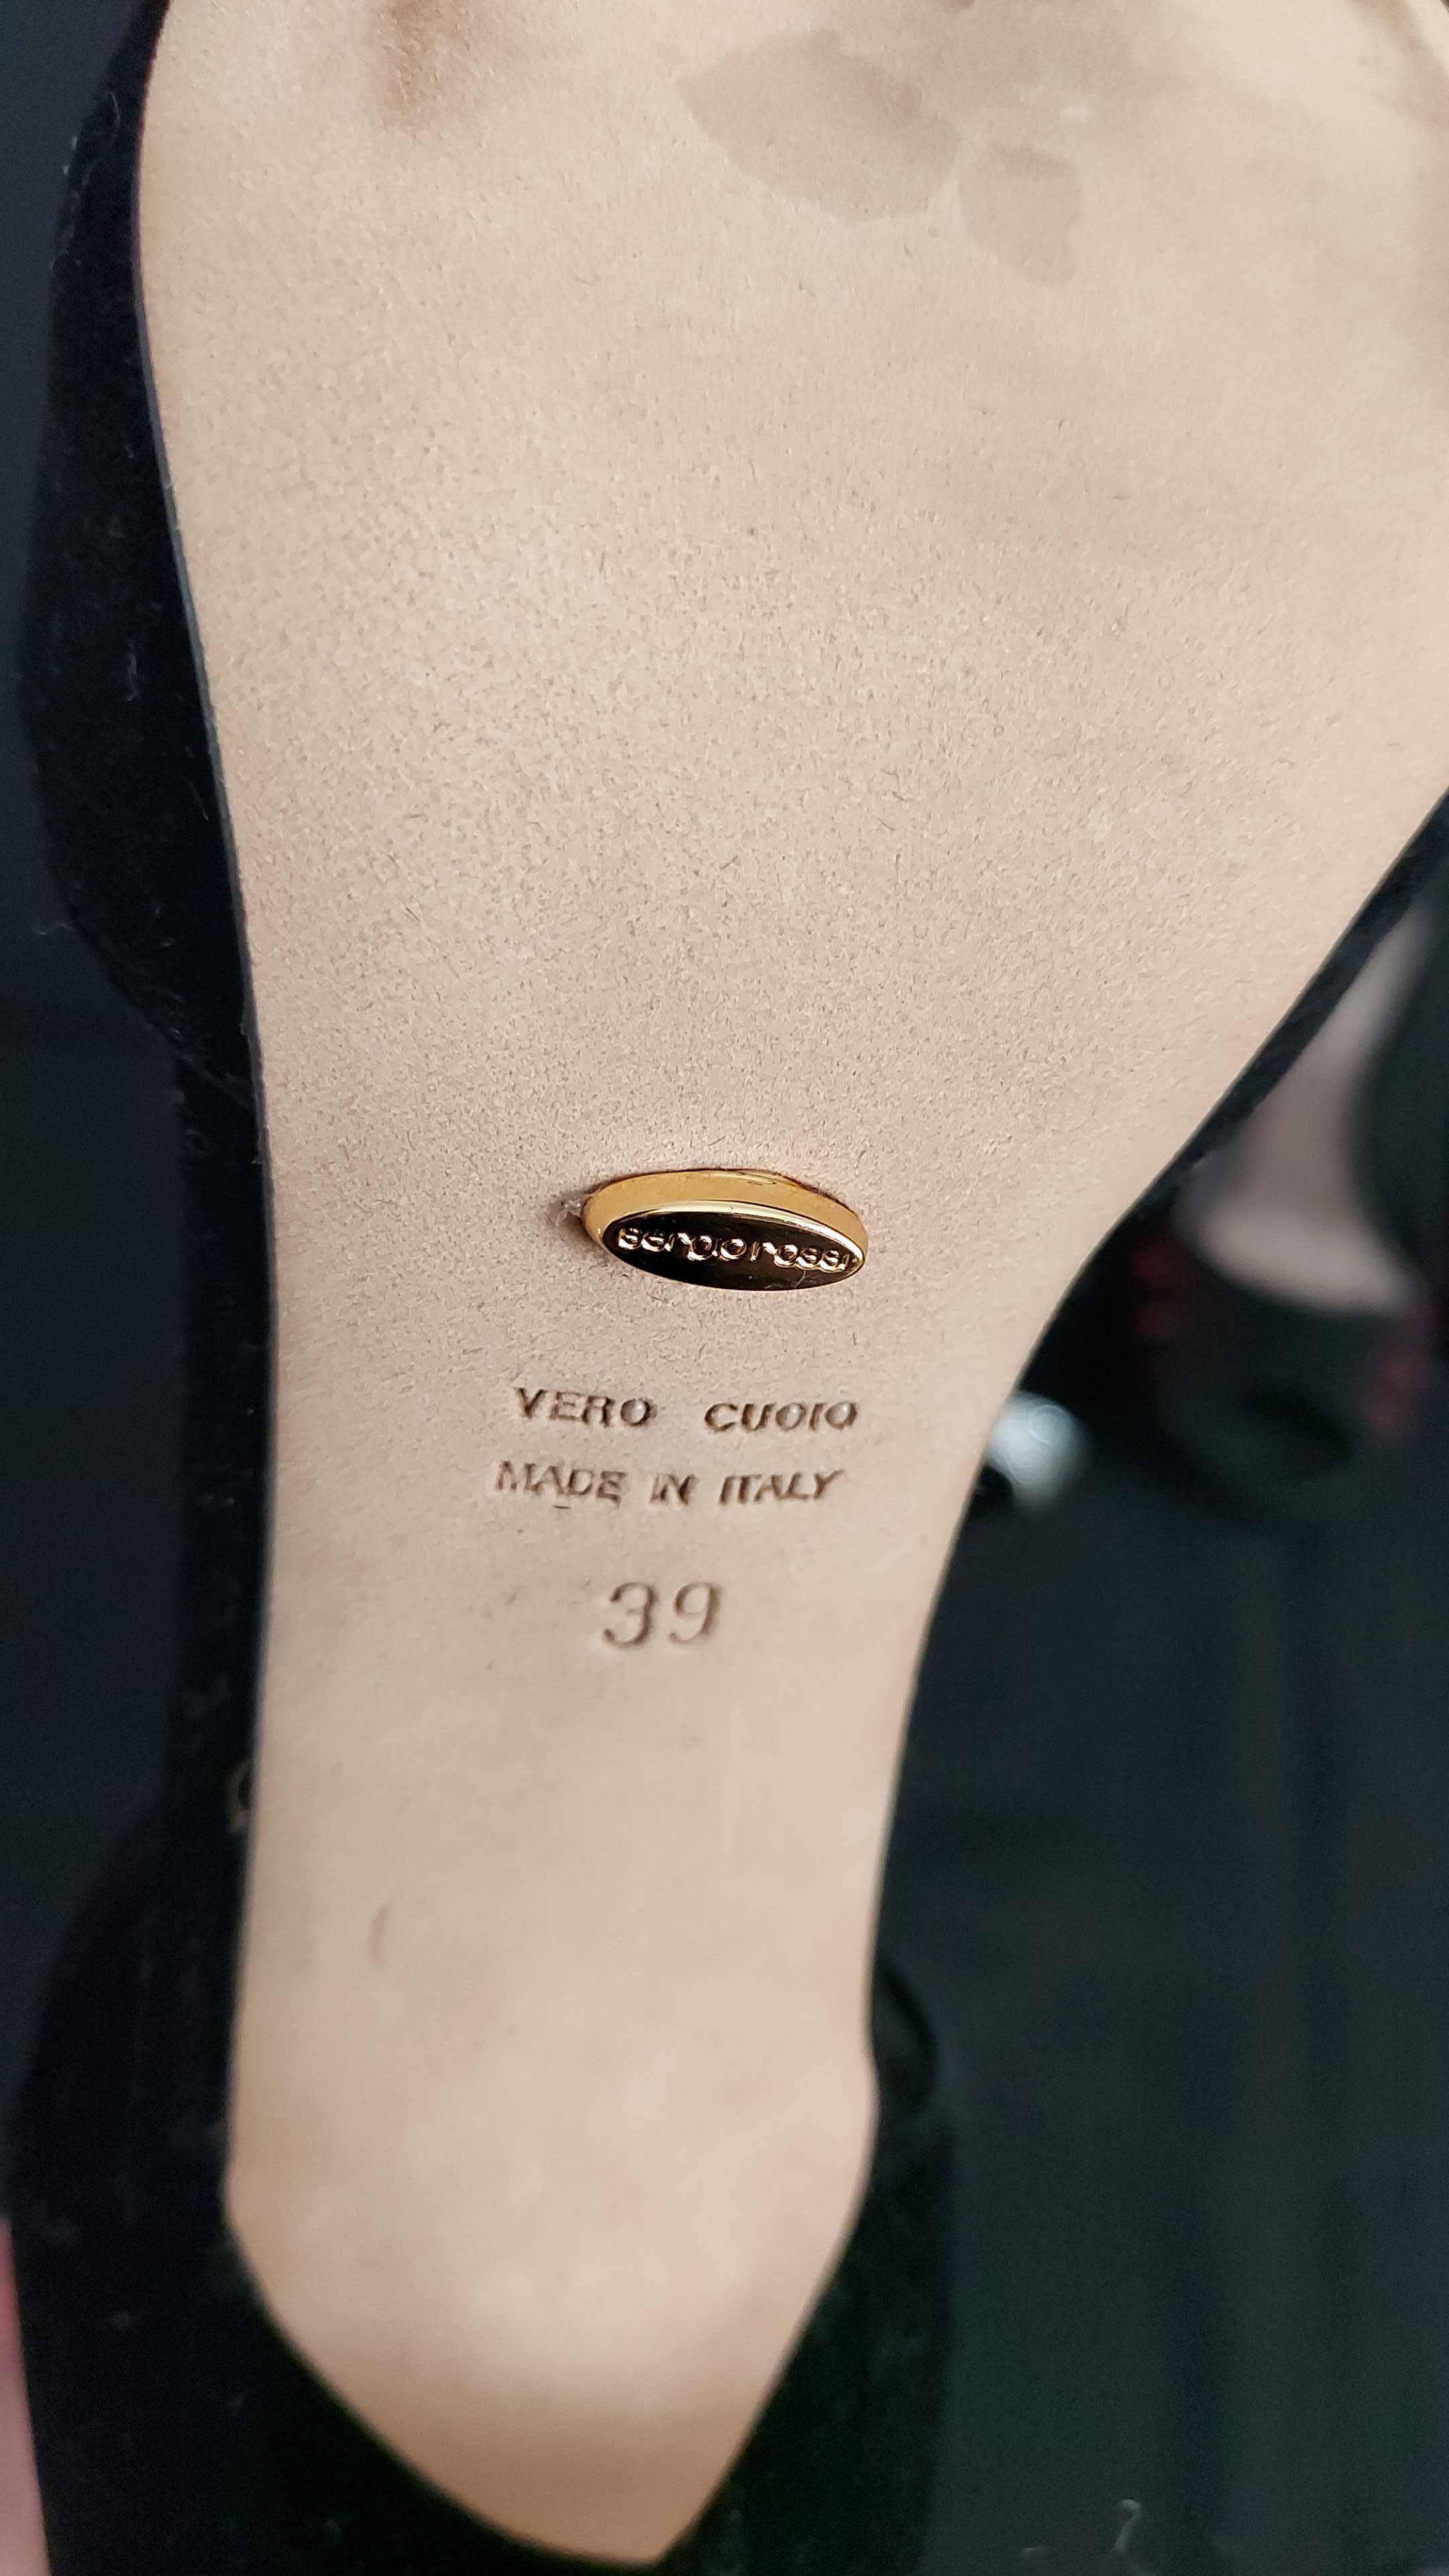 sergio rossi
VERO CUOIO
MADE IN ITALY
39